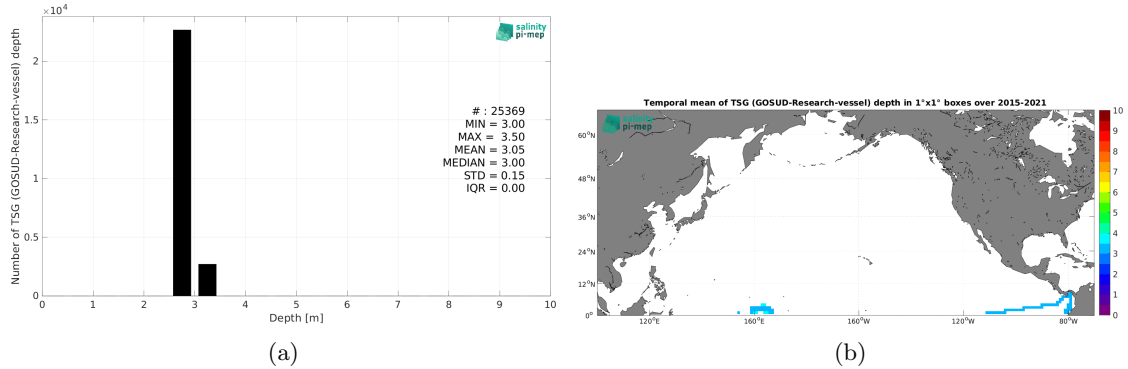 ×10⁴
salinity
pi-mep
2
1.5
1
0.5
0
Number of TSG (GOSUD-Research-vessel) depth
# : 25369
MIN = 3.00
MAX = 3.50
MEAN = 3.05
MEDIAN = 3.00
STD = 0.15
IQR = 0.00
0 1 2 3 4 5 6 7 8 9 10
Depth [m]
(a)
Temporal mean of TSG (GOSUD-Research-vessel) depth in 1°x1° boxes over 2015-2021
salinity
pi-mep
60°N
48°N
36°N
24°N
12°N
0°
120°E 160°E 160°W 120°W 80°W
10
9
8
7
6
5
4
3
2
1
0
(b)